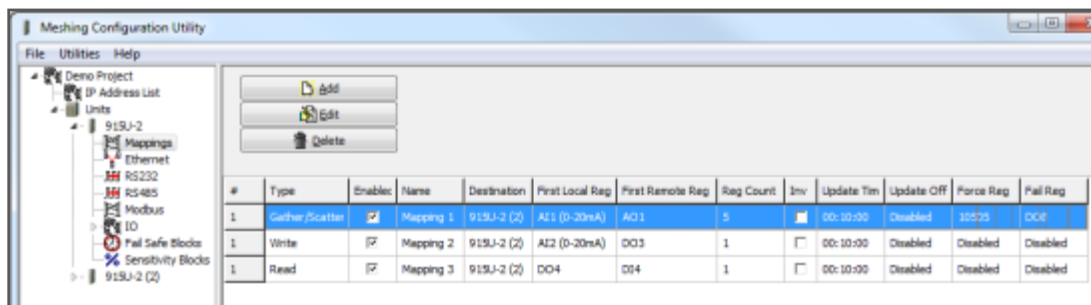 Meshing Configuration Utility
File Utilities Help
Demo Project
IP Address List
Units
915U-2
Mappings
Ethernet
RS232
RS485
Modbus
IO
Fail Safe Blocks
Sensitivity Blocks
915U-2 (2)
Add
Edit
Delete
# Type Enabled Name Destination First Local Reg First Remote Reg Reg Count Inv Update Tim Update Off Force Reg Fail Reg
1 Gather/Scatter Mapping 1 915U-2 (2) AI1 (0-20mA) AO1 5 00:10:00 Disabled 10505
1 Write Mapping 2 915U-2 (2) AI2 (0-20mA) DO3 1 00:10:00 Disabled Disabled Disabled
1 Read Mapping 3 915U-2 (2) DO4 DI4 1 00:10:00 Disabled Disabled Disabled